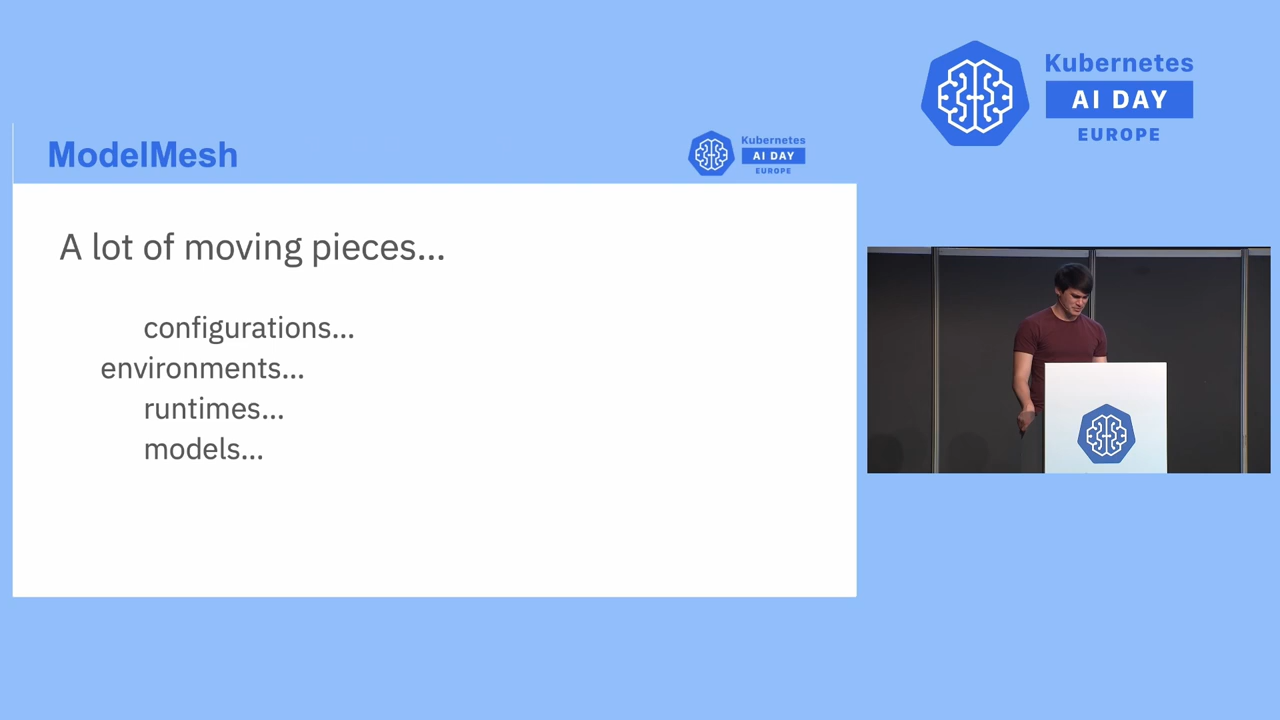 Kubernetes
AI DAY
EUROPE
ModelMesh
Kubernetes
AI DAY
EUROPE
A lot of moving pieces...
configurations...
environments...
runtimes...
models...